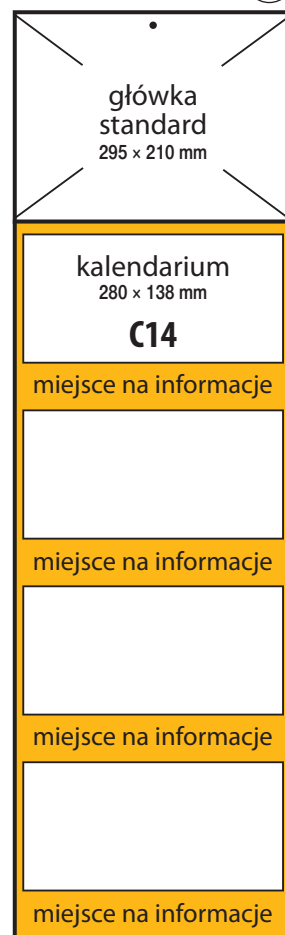 główka
standard
295 × 210 mm
kalendarium
280 × 138 mm
C14
miejsce na informacje
miejsce na informacje
miejsce na informacje
miejsce na informacje